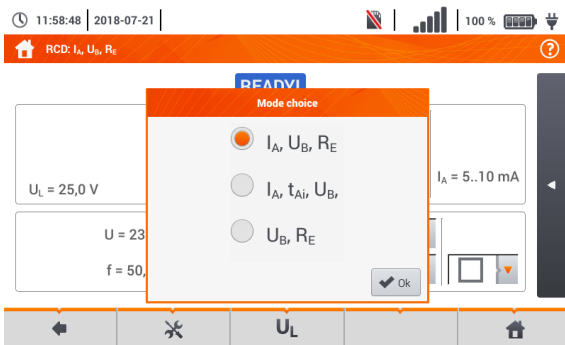 11:58:48 2018-07-21 100 %
RCD: IA, UB, RE ?
READY!
Mode choice
IA, UB, RE
IA, tAi, UB,
UB, RE
Ok
UL = 25,0 V
IA = 5..10 mA
U = 23
f = 50,
UL